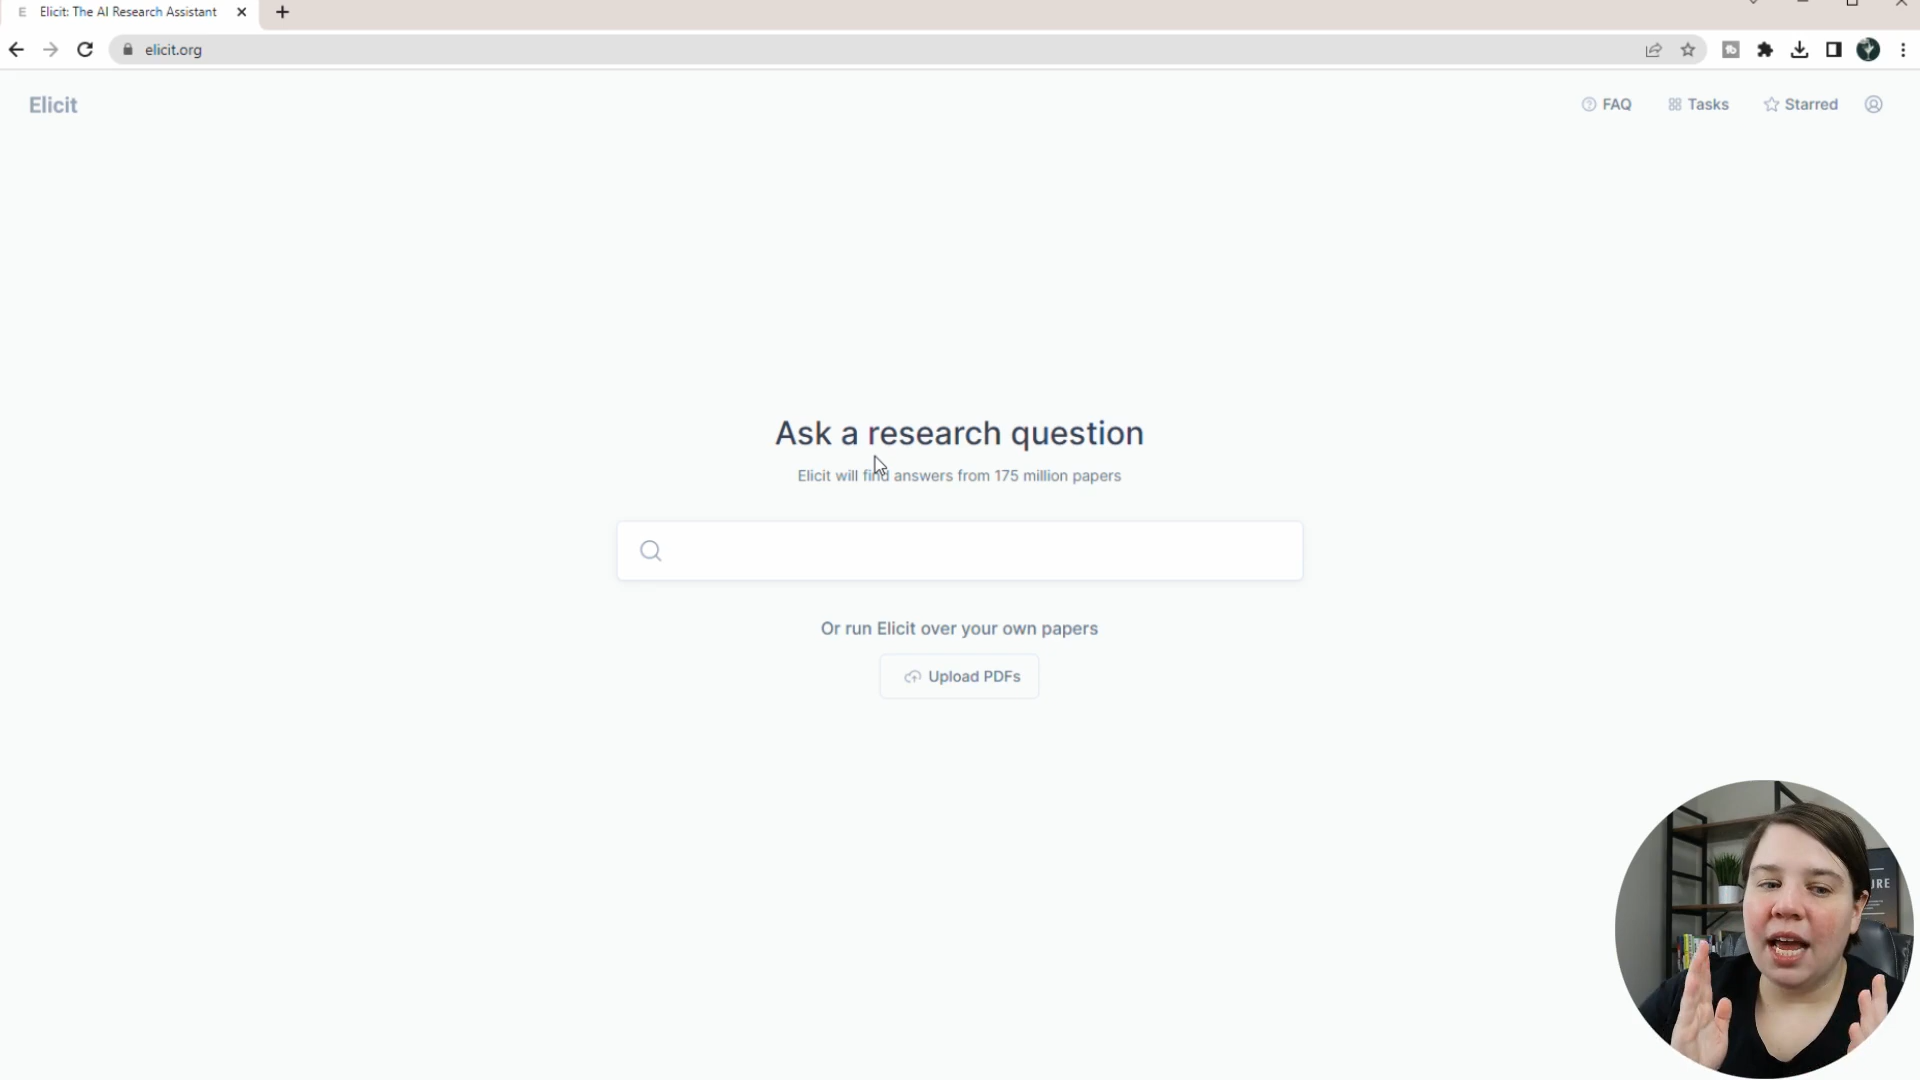 E Elicit: The AI Research Assistant
elicit.org
Elicit
FAQ Tasks Starred
Ask a research question
Elicit will find answers from 175 million papers
Or run Elicit over your own papers
Upload PDFs